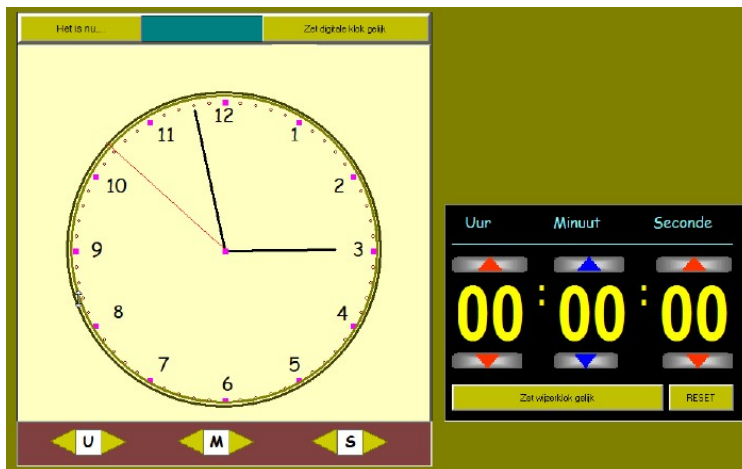 Het is nu....
Zet digitale klok gelijk
12
1
2
3
4
5
6
7
8
9
10
11
U
M
S
Uur Minuut Seconde
00 : 00 : 00
Zet wijzerklok gelijk
RESET